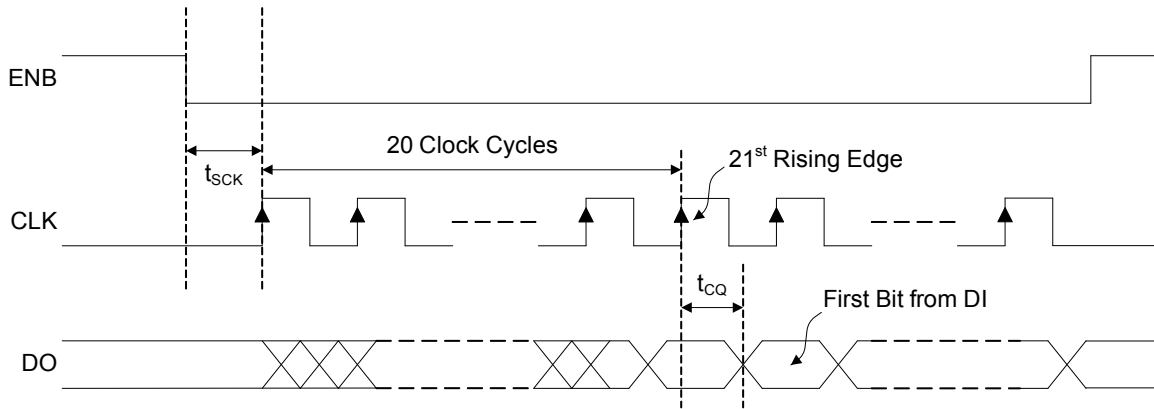 ENB
20 Clock Cycles
21st Rising Edge
tSCK
CLK
tCQ
First Bit from DI
DO